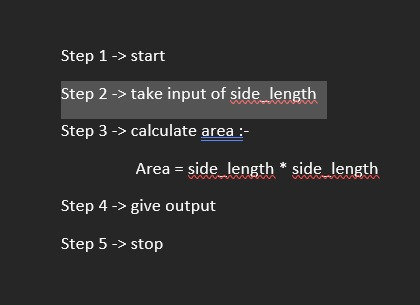 Step 1 -> start
Step 2 -> take input of side_length
Step 3 -> calculate area :-
Area = side_length * side_length
Step 4 -> give output
Step 5 -> stop